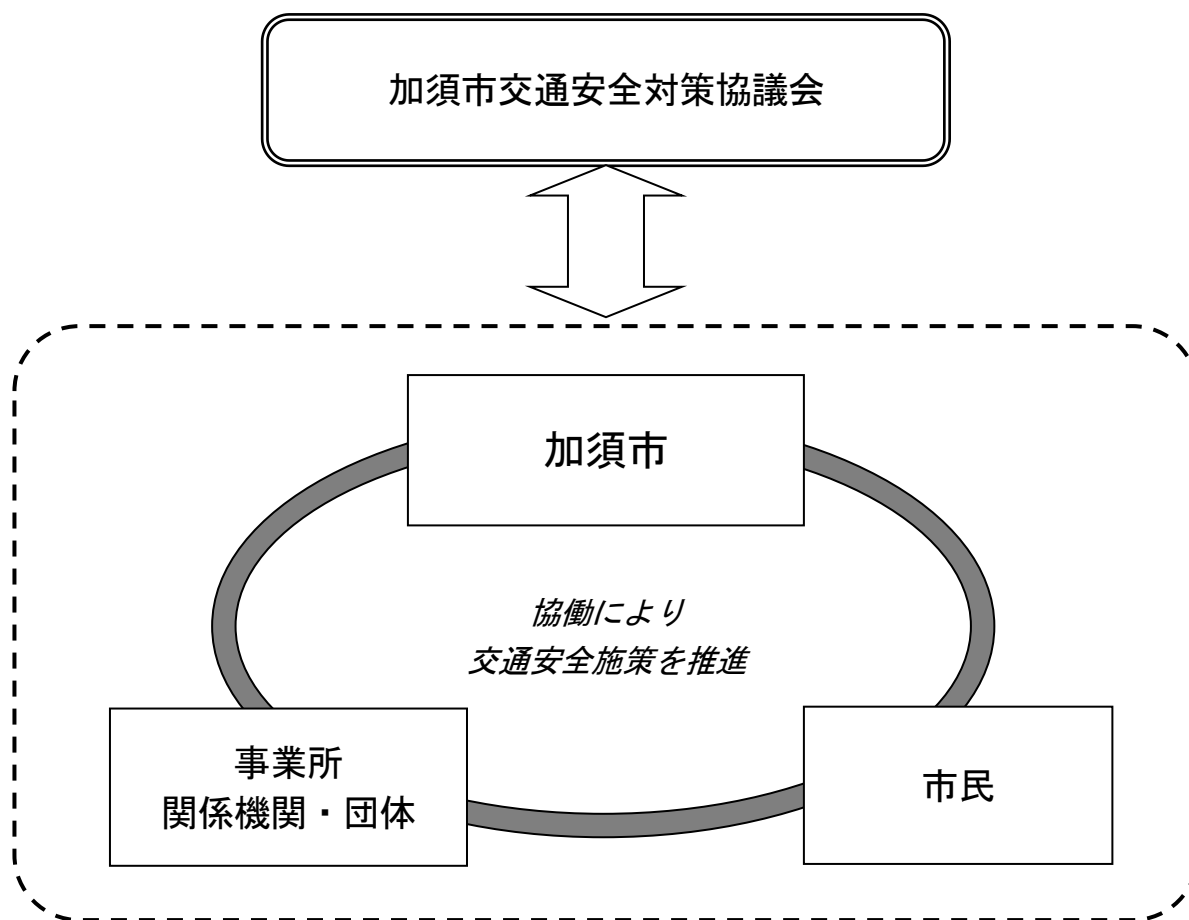 加須市交通安全対策協議会
加須市
協働により
交通安全施策を推進
事業所
関係機関・団体
市民